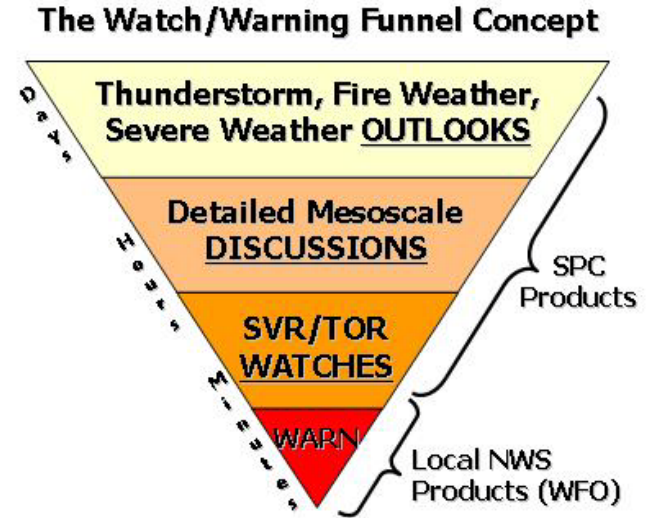 The Watch/Warning Funnel Concept
Days
Thunderstorm, Fire Weather,
Severe Weather OUTLOOKS
Hours
Detailed Mesoscale
DISCUSSIONS
SPC
Products
SVR/TOR
WATCHES
Minutes
WARN
Local NWS
Products (WFO)